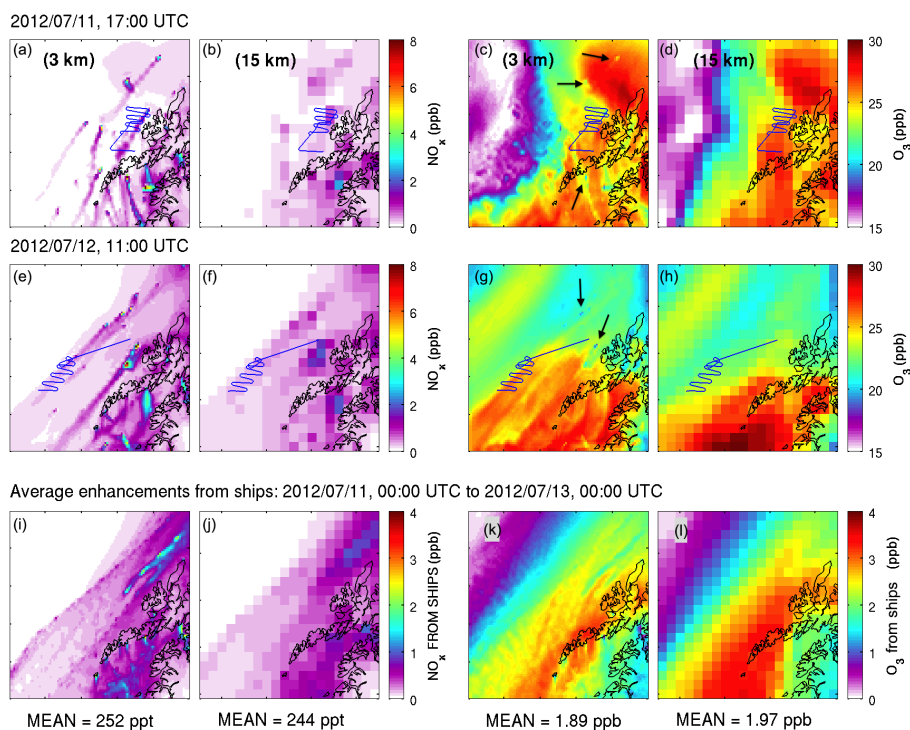 2012/07/11, 17:00 UTC
(a) (3 km) (b) (15 km) 8 6 4 2 0 NOx (ppb) (c) (3 km) (d) (15 km) 30 25 20 15 O3 (ppb)
2012/07/12, 11:00 UTC
(e) (f) 8 6 4 2 0 NOx (ppb) (g) (h) 30 25 20 15 O3 (ppb)
Average enhancements from ships: 2012/07/11, 00:00 UTC to 2012/07/13, 00:00 UTC
(i) (j) 4 3 2 1 0 NOx FROM SHIPS (ppb) (k) (l) 4 3 2 1 0 O3 from ships (ppb)
MEAN = 252 ppt MEAN = 244 ppt MEAN = 1.89 ppb MEAN = 1.97 ppb